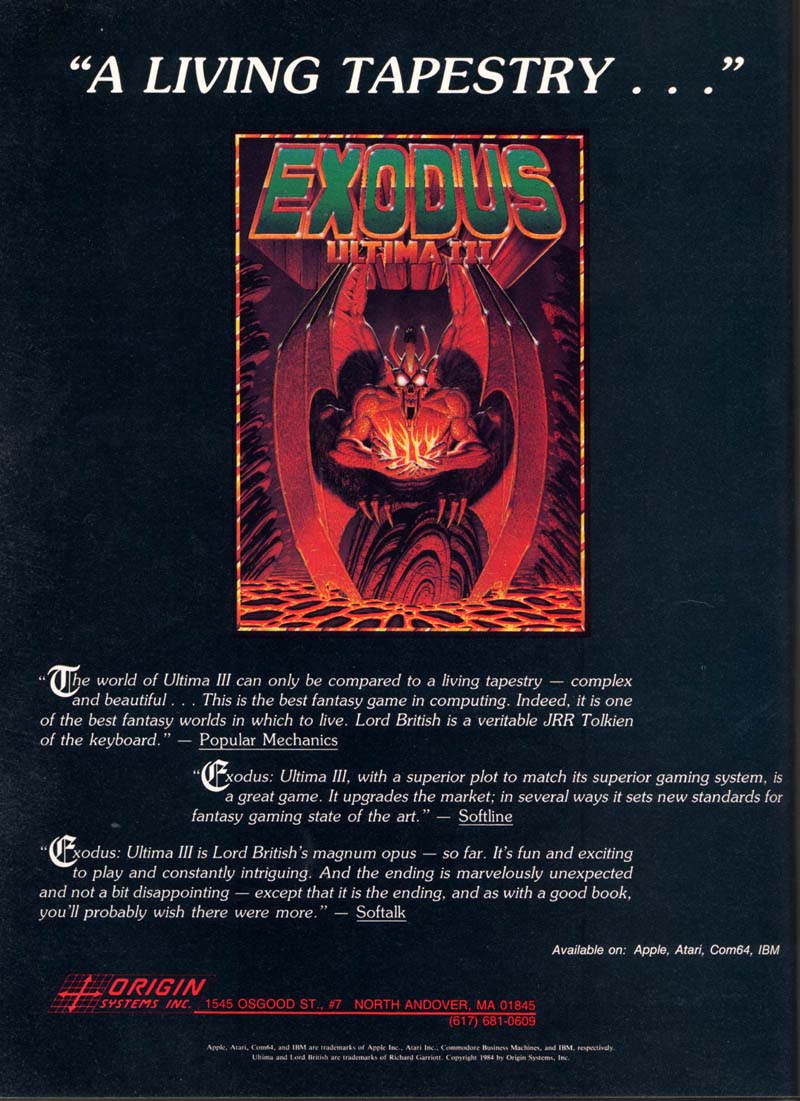 “A LIVING TAPESTRY . . .”
EXODUS
ULTIMA III
“The world of Ultima III can only be compared to a living tapestry — complex
and beautiful . . . This is the best fantasy game in computing. Indeed, it is one
of the best fantasy worlds in which to live. Lord British is a veritable JRR Tolkien
of the keyboard.” — Popular Mechanics
“Exodus: Ultima III, with a superior plot to match its superior gaming system, is
a great game. It upgrades the market; in several ways it sets new standards for
fantasy gaming state of the art.” — Softline
“Exodus: Ultima III is Lord British’s magnum opus — so far. It’s fun and exciting
to play and constantly intriguing. And the ending is marvelously unexpected
and not a bit disappointing — except that it is the ending, and as with a good book,
you’ll probably wish there were more.” — Softalk
Available on: Apple, Atari, Com64, IBM
ORIGIN
SYSTEMS INC. 1545 OSGOOD ST., #7 NORTH ANDOVER, MA 01845
(617) 681-0609
Apple, Atari, Com64, and IBM are trademarks of Apple Inc., Atari Inc., Commodore Business Machines, and IBM, respectively.
Ultima and Lord British are trademarks of Richard Garriott. Copyright 1984 by Origin Systems, Inc.